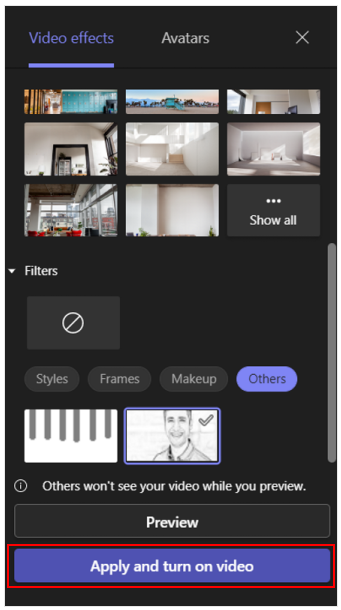 Video effects Avatars
Show all
Filters
Styles Frames Makeup Others
Others won't see your video while you preview.
Preview
Apply and turn on video